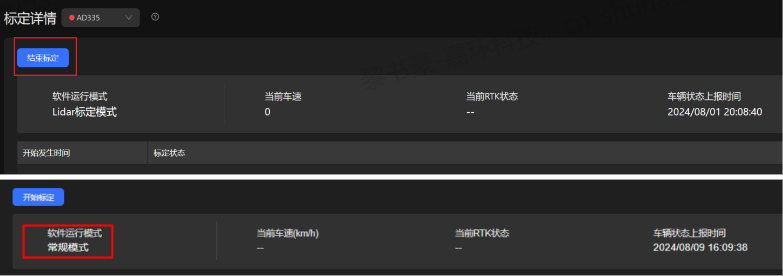 标定详情 AD335
结束标定
软件运行模式 当前车速 当前RTK状态 车辆状态上报时间
Lidar标定模式 0 -- 2024/08/01 20:08:40
开始发生时间 标定状态
开始标定
软件运行模式 当前车速(km/h) 当前RTK状态 车辆状态上报时间
常规模式 -- -- 2024/08/09 16:09:38